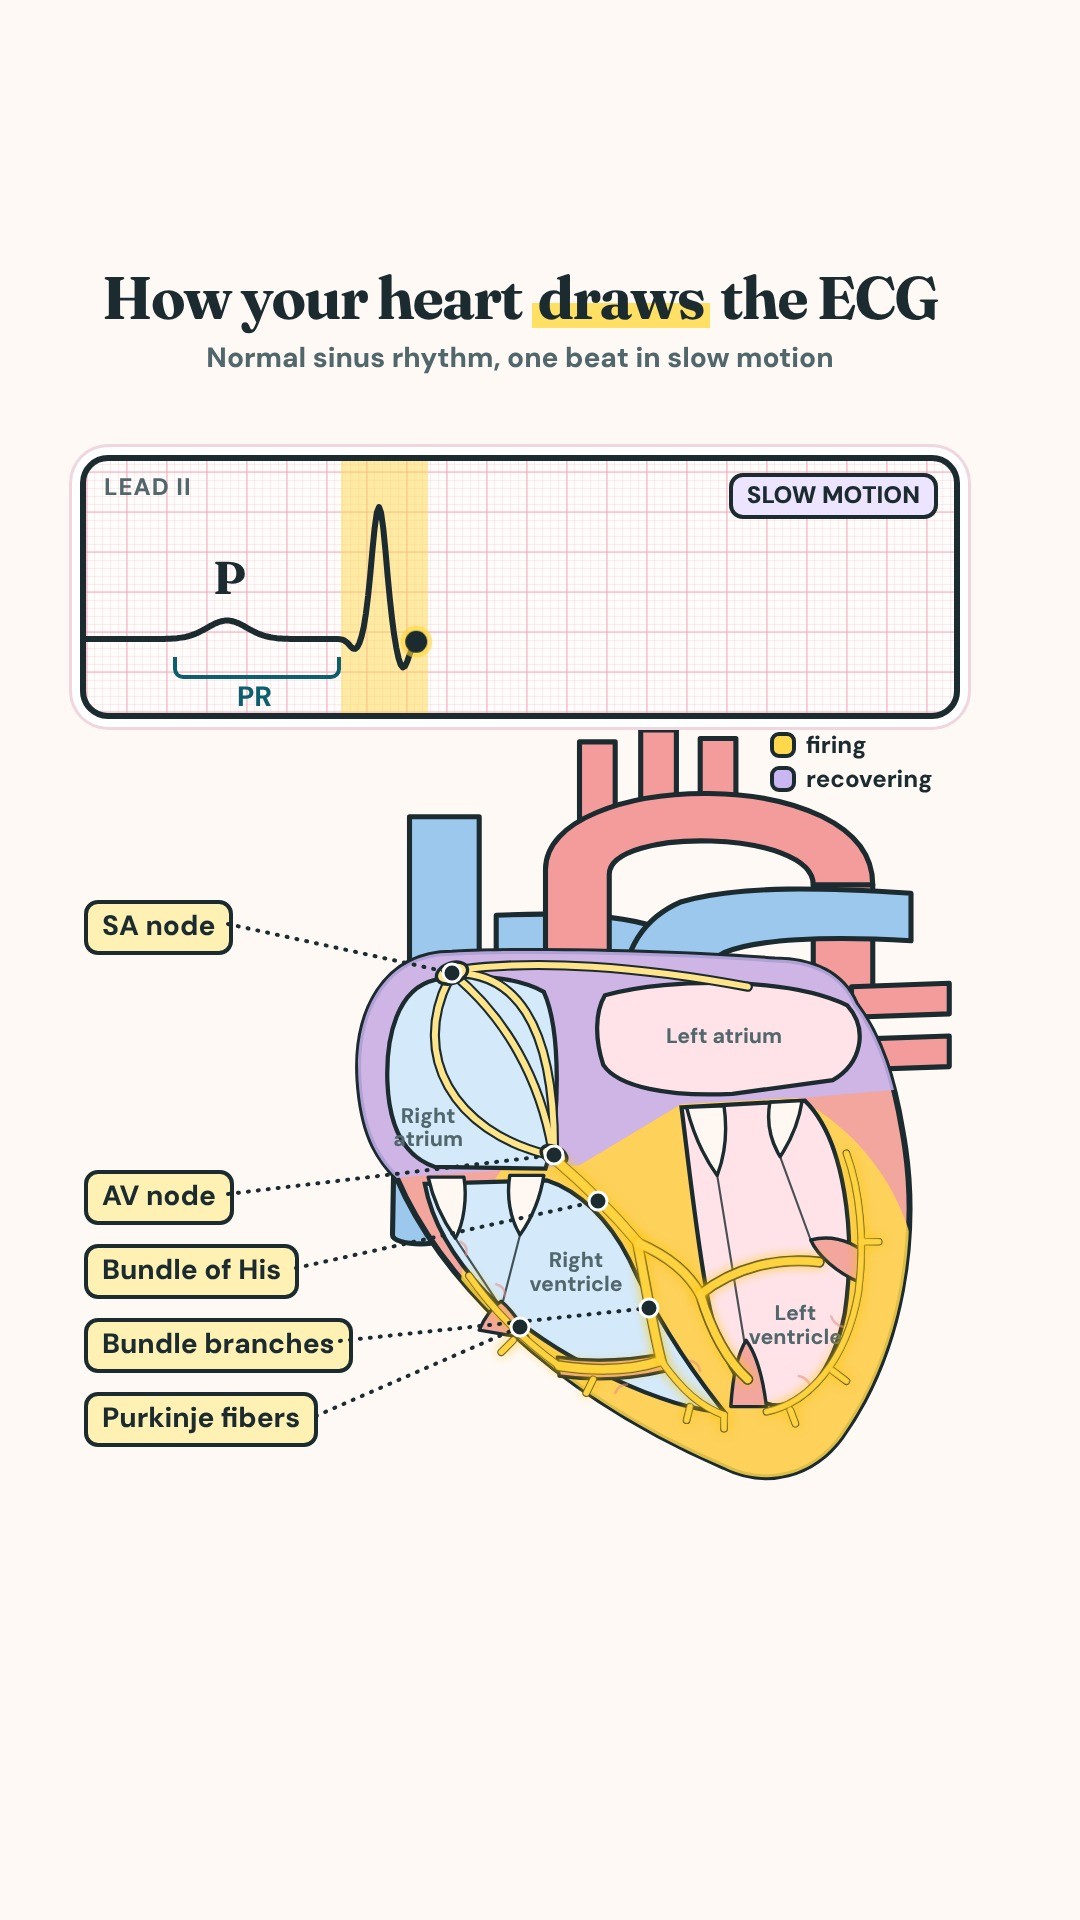 How your heart draws the ECG
Normal sinus rhythm, one beat in slow motion
LEAD II
SLOW MOTION
P
PR
firing
recovering
SA node
Left atrium
Right
atrium
AV node
Bundle of His
Right
ventricle
Bundle branches
Left
ventricle
Purkinje fibers